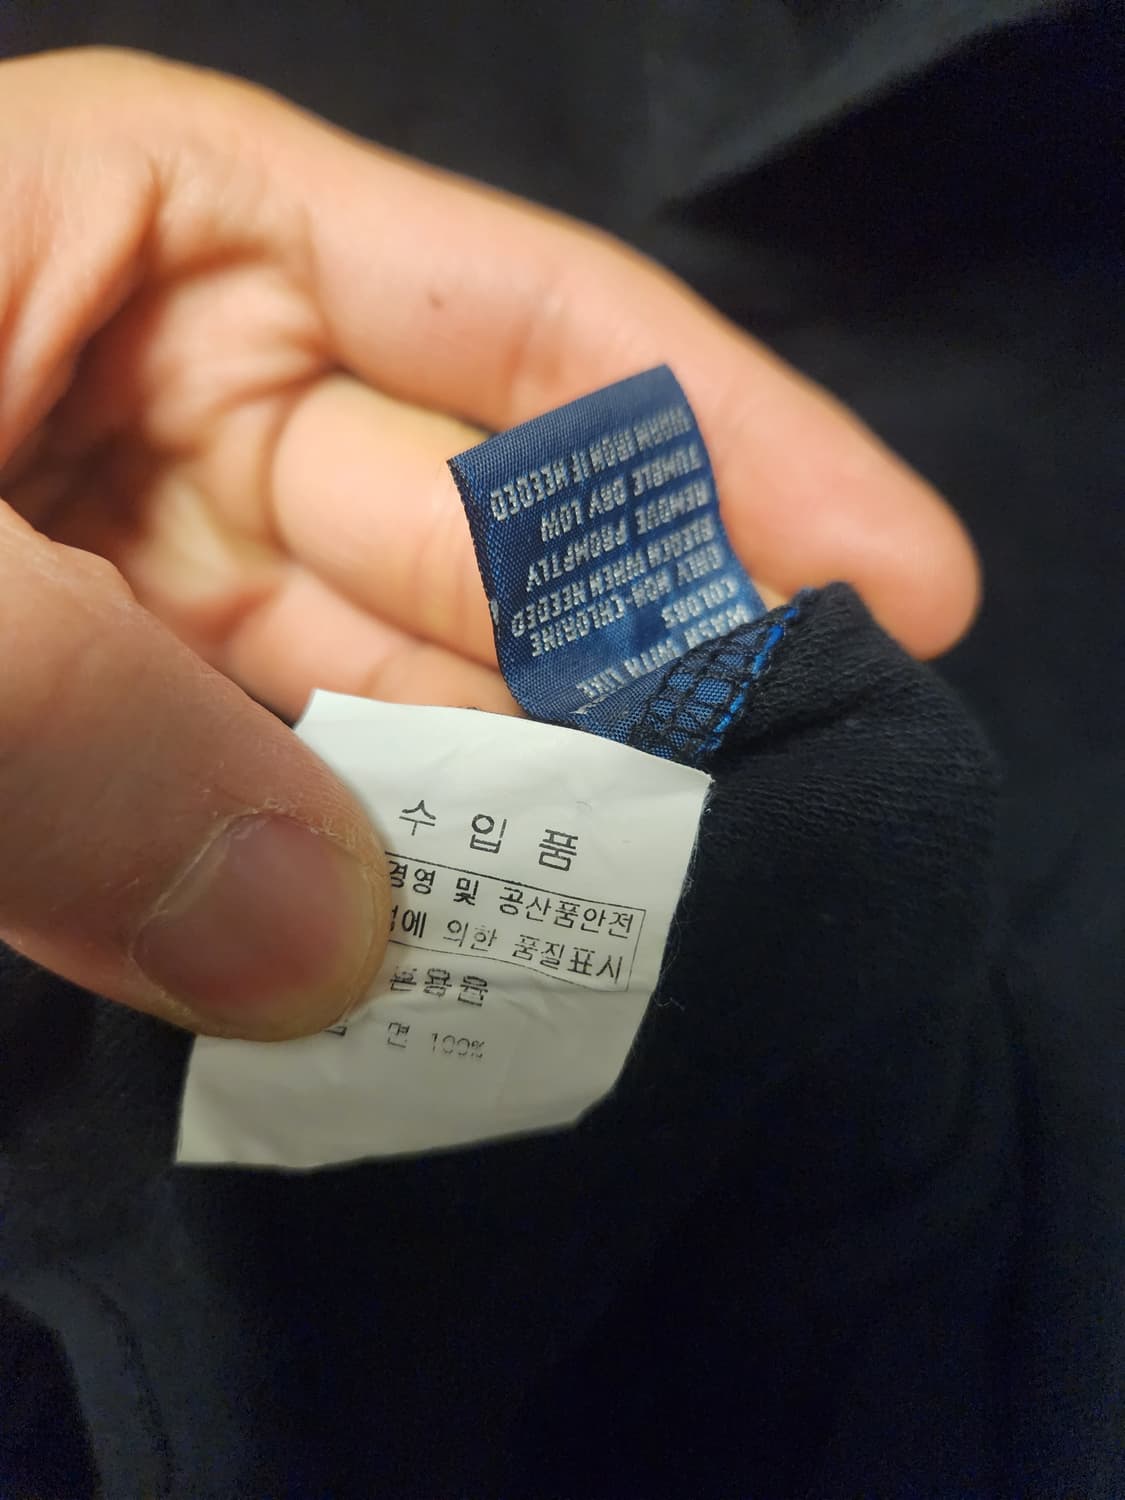 WARM IRON IF NEEDED
TUMBLE DRY LOW
REMOVE PROMPTLY
BLEACH WHEN NEEDED
ONLY NON CHLORINE
COLORS
WASH WITH LIKE
수 입 품
경영 및 공산품안전
에 의한 품질표시
면 100%